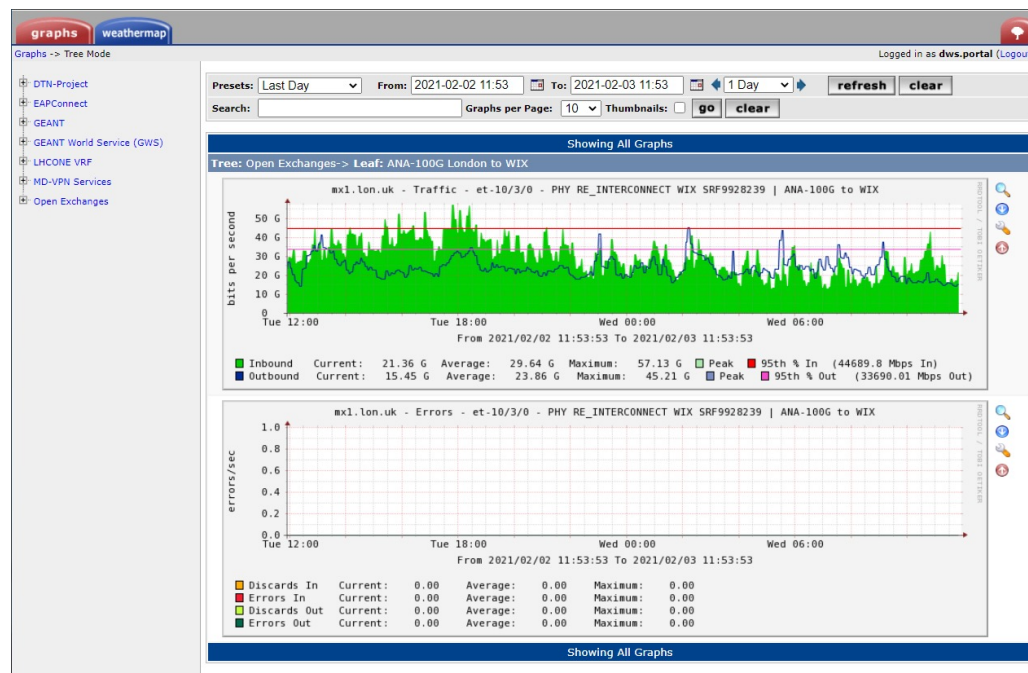 graphs weathermap
Graphs -> Tree Mode Logged in as dws.portal (Logout
DTN-Project
EAPConnect
GEANT
GEANT World Service (GWS)
LHCONE VRF
MD-VPN Services
Open Exchanges
Presets: Last Day From: 2021-02-02 11:53 To: 2021-02-03 11:53 1 Day refresh clear
Search: Graphs per Page: 10 Thumbnails: go clear
Showing All Graphs
Tree: Open Exchanges-> Leaf: ANA-100G London to WIX
mx1.lon.uk - Traffic - et-10/3/0 - PHY RE_INTERCONNECT WIX SRF9928239 | ANA-100G to WIX
RRDTOOL / TOBI OETIKER
bits per second
50 G
40 G
30 G
20 G
10 G
0
Tue 12:00 Tue 18:00 Wed 00:00 Wed 06:00
From 2021/02/02 11:53:53 To 2021/02/03 11:53:53
Inbound Current: 21.36 G Average: 29.64 G Maximum: 57.13 G Peak 95th % In (44689.8 Mbps In)
Outbound Current: 15.45 G Average: 23.86 G Maximum: 45.21 G Peak 95th % Out (33690.01 Mbps Out)
mx1.lon.uk - Errors - et-10/3/0 - PHY RE_INTERCONNECT WIX SRF9928239 | ANA-100G to WIX
RRDTOOL / TOBI OETIKER
errors/sec
1.0
0.8
0.6
0.4
0.2
0.0
Tue 12:00 Tue 18:00 Wed 00:00 Wed 06:00
From 2021/02/02 11:53:53 To 2021/02/03 11:53:53
Discards In Current: 0.00 Average: 0.00 Maximum: 0.00
Errors In Current: 0.00 Average: 0.00 Maximum: 0.00
Discards Out Current: 0.00 Average: 0.00 Maximum: 0.00
Errors Out Current: 0.00 Average: 0.00 Maximum: 0.00
Showing All Graphs